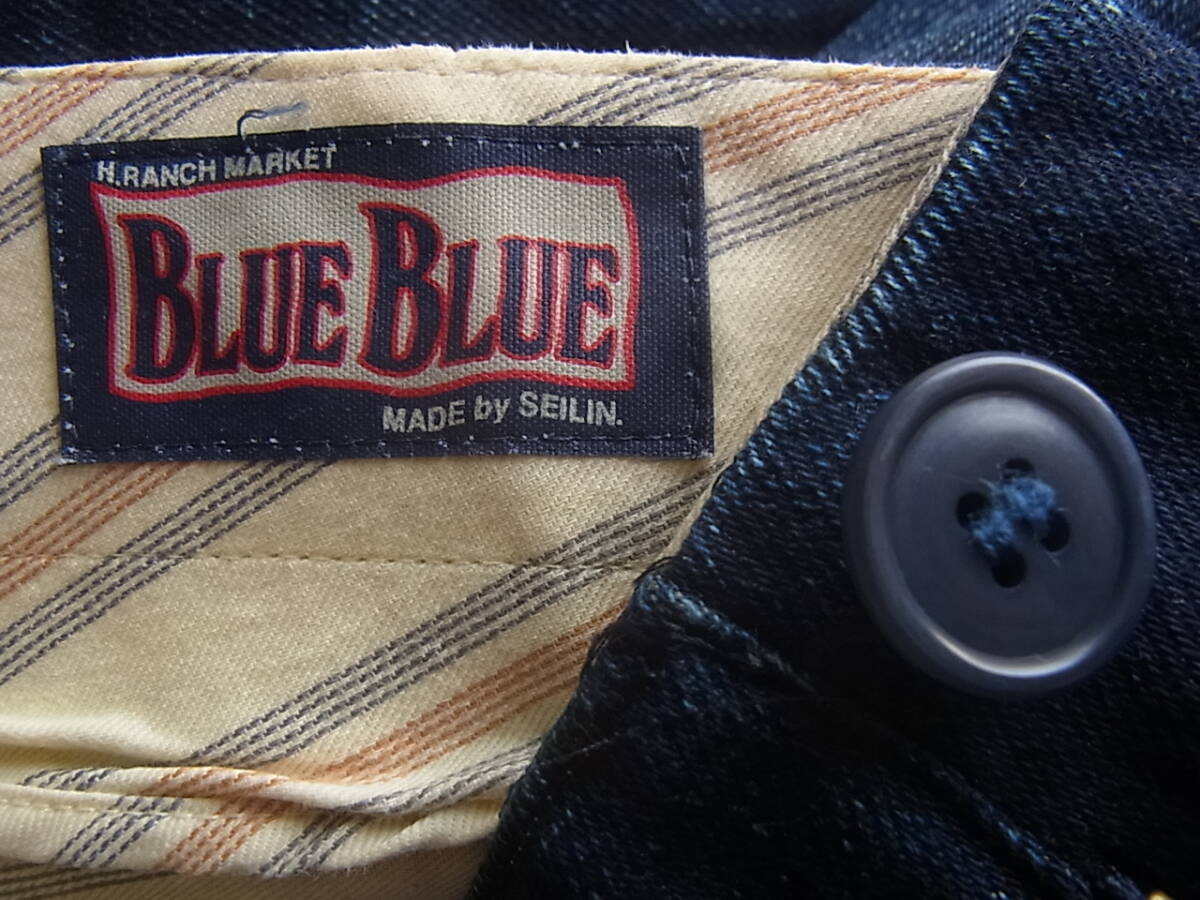 H.RANCH MARKET
BLUE BLUE
MADE by SEILIN.